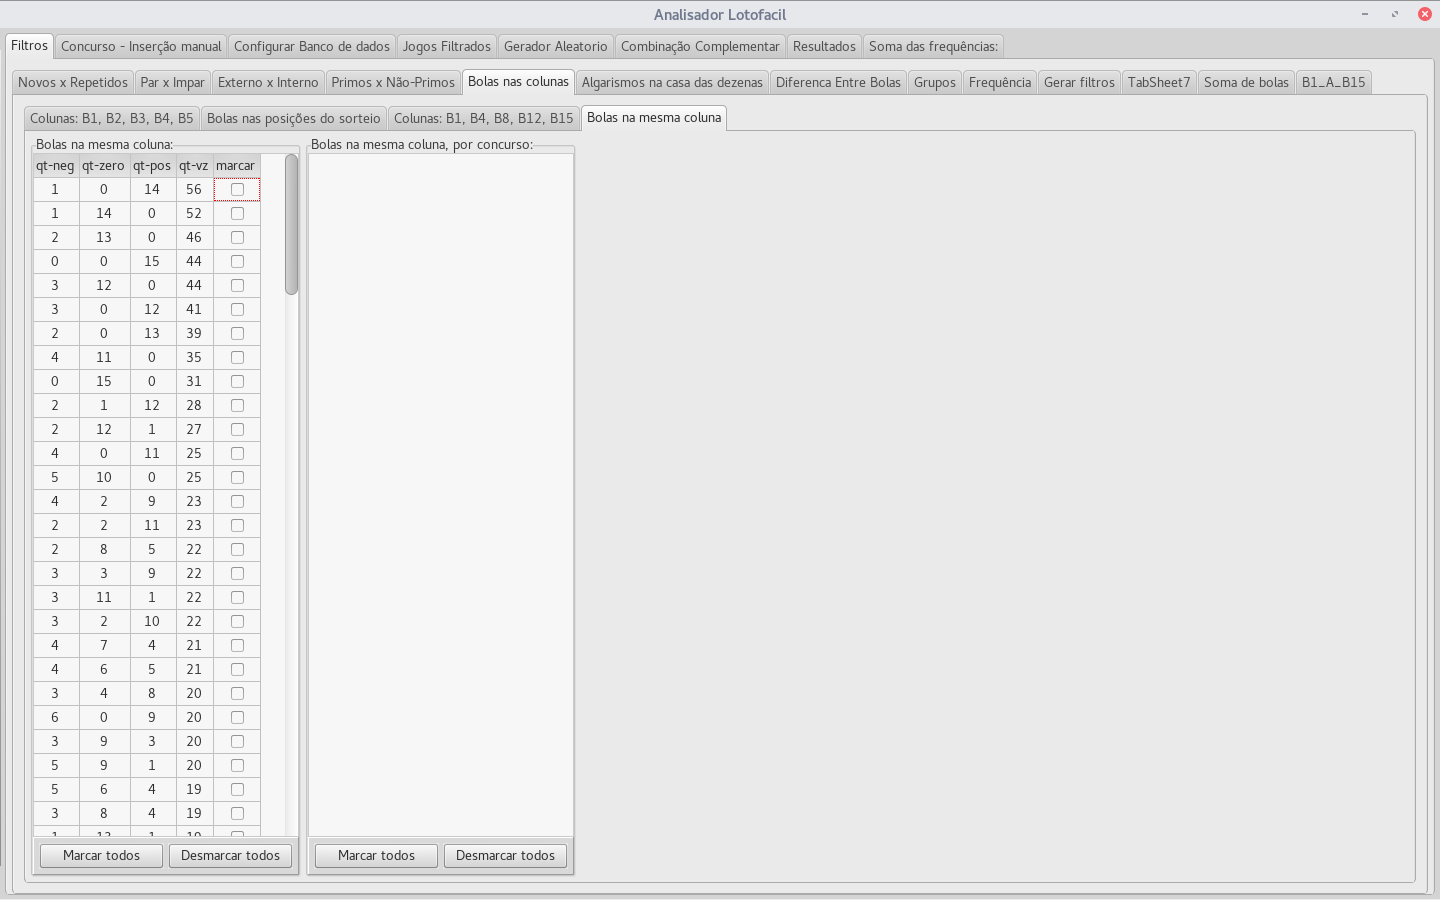 Analisador Lotofacil
Filtros Concurso - Inserção manual Configurar Banco de dados Jogos Filtrados Gerador Aleatorio Combinação Complementar Resultados Soma das frequências:
Novos x Repetidos Par x Impar Externo x Interno Primos x Não-Primos Bolas nas colunas Algarismos na casa das dezenas Diferenca Entre Bolas Grupos Frequência Gerar filtros TabSheet7 Soma de bolas B1_A_B15
Colunas: B1, B2, B3, B4, B5 Bolas nas posições do sorteio Colunas: B1, B4, B8, B12, B15 Bolas na mesma coluna
Bolas na mesma coluna: Bolas na mesma coluna, por concurso:
qt-neg qt-zero qt-pos qt-vz marcar
1 0 14 56
1 14 0 52
2 13 0 46
0 0 15 44
3 12 0 44
3 0 12 41
2 0 13 39
4 11 0 35
0 15 0 31
2 1 12 28
2 12 1 27
4 0 11 25
5 10 0 25
4 2 9 23
2 2 11 23
2 8 5 22
3 3 9 22
3 11 1 22
3 2 10 22
4 7 4 21
4 6 5 21
3 4 8 20
6 0 9 20
3 9 3 20
5 9 1 20
5 6 4 19
3 8 4 19
Marcar todos Desmarcar todos Marcar todos Desmarcar todos